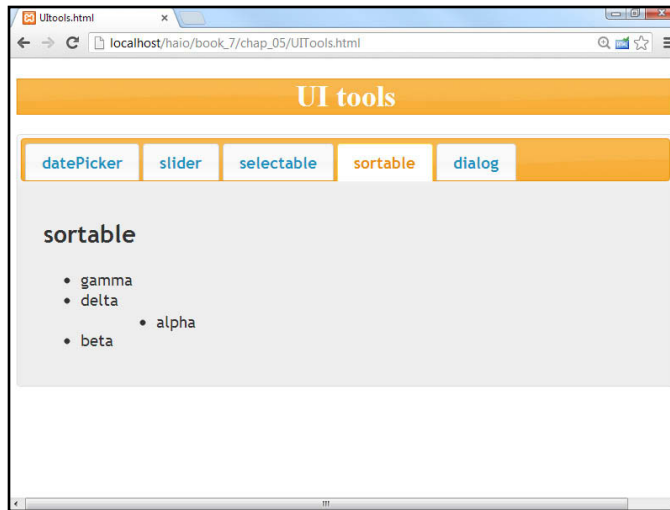 UItools.html
localhost/haio/book_7/chap_05/UITools.html
UI tools
datePicker slider selectable sortable dialog
sortable
• gamma
• delta
• alpha
• beta